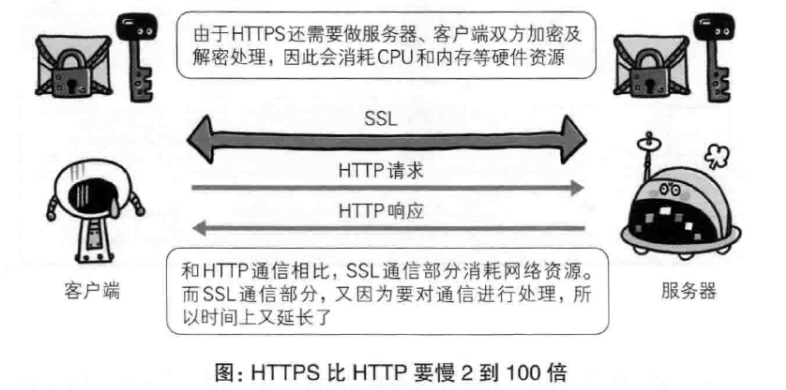 由于HTTPS还需要做服务器、客户端双方加密及
解密处理，因此会消耗CPU和内存等硬件资源
SSL
HTTP请求
HTTP响应
客户端
服务器
和HTTP通信相比，SSL通信部分消耗网络资源。
而SSL通信部分，又因为要对通信进行处理，所
以时间上又延长了
图：HTTPS 比 HTTP 要慢 2 到 100 倍